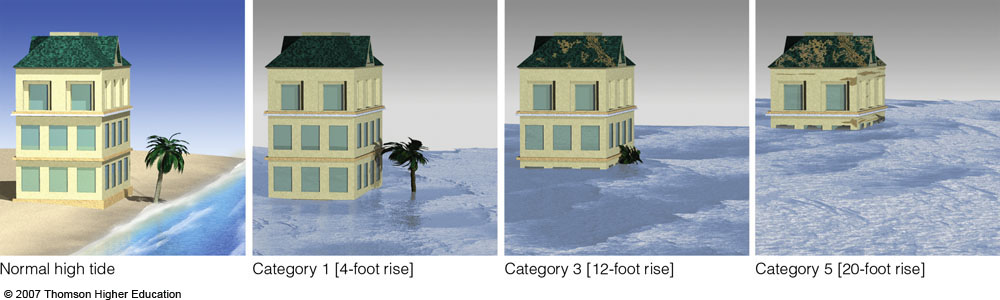 Normal high tide
Category 1 [4-foot rise]
Category 3 [12-foot rise]
Category 5 [20-foot rise]
© 2007 Thomson Higher Education